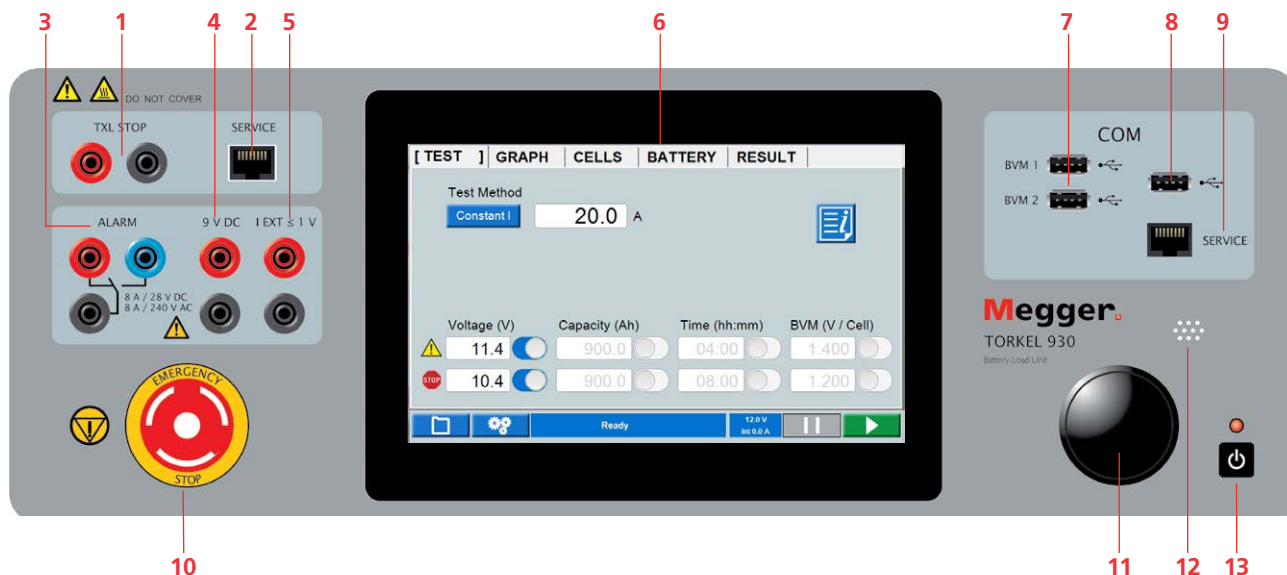 3 1 4 2 5 6 7 8 9
DO NOT COVER
TXL STOP SERVICE
ALARM 9 V DC I EXT ≤ 1 V
8 A / 28 V DC
8 A / 240 V AC
EMERGENCY
STOP
[ TEST ] GRAPH CELLS BATTERY RESULT
Test Method
Constant I 20.0 A
i
Voltage (V) Capacity (Ah) Time (hh:mm) BVM (V / Cell)
11.4 900.0 04:00 1.400
STOP 10.4 900.0 08:00 1.200
Ready 12.0 V
Int 0.0 A
COM
BVM 1
BVM 2
SERVICE
Megger.
TORKEL 930
Battery Load Unit
10 11 12 13